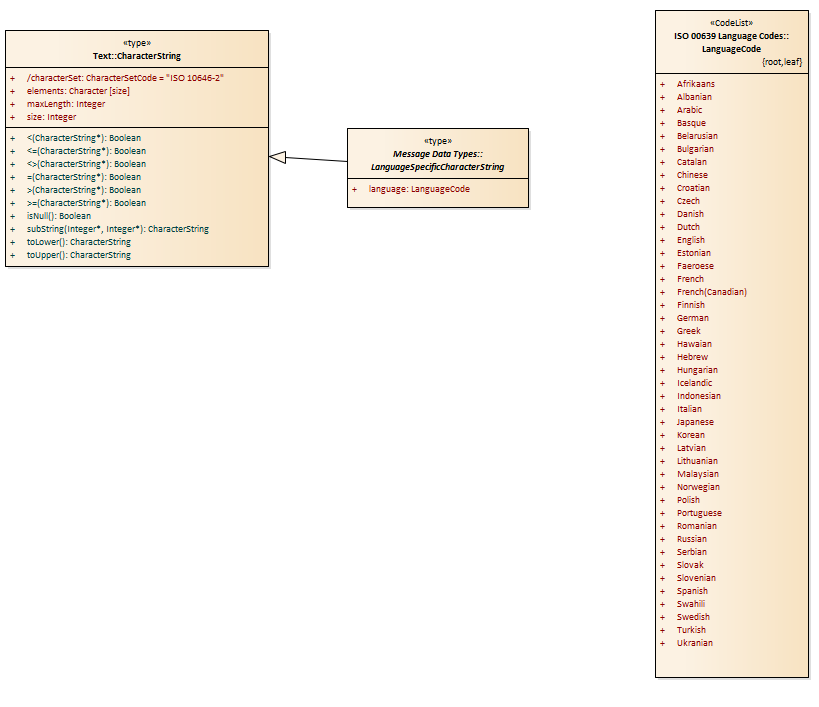 «type»
Text::CharacterString
+ /characterSet: CharacterSetCode = "ISO 10646-2"
+ elements: Character [size]
+ maxLength: Integer
+ size: Integer
+ <(CharacterString*): Boolean
+ <=(CharacterString*): Boolean
+ <>(CharacterString*): Boolean
+ =(CharacterString*): Boolean
+ >(CharacterString*): Boolean
+ >=(CharacterString*): Boolean
+ isNull(): Boolean
+ subString(Integer*, Integer*): CharacterString
+ toLower(): CharacterString
+ toUpper(): CharacterString
«type»
Message Data Types::
LanguageSpecificCharacterString
+ language: LanguageCode
«CodeList»
ISO 00639 Language Codes::
LanguageCode
{root,leaf}
+ Afrikaans
+ Albanian
+ Arabic
+ Basque
+ Belarusian
+ Bulgarian
+ Catalan
+ Chinese
+ Croatian
+ Czech
+ Danish
+ Dutch
+ English
+ Estonian
+ Faeroese
+ French
+ French(Canadian)
+ Finnish
+ German
+ Greek
+ Hawaian
+ Hebrew
+ Hungarian
+ Icelandic
+ Indonesian
+ Italian
+ Japanese
+ Korean
+ Latvian
+ Lithuanian
+ Malaysian
+ Norwegian
+ Polish
+ Portuguese
+ Romanian
+ Russian
+ Serbian
+ Slovak
+ Slovenian
+ Spanish
+ Swahili
+ Swedish
+ Turkish
+ Ukranian